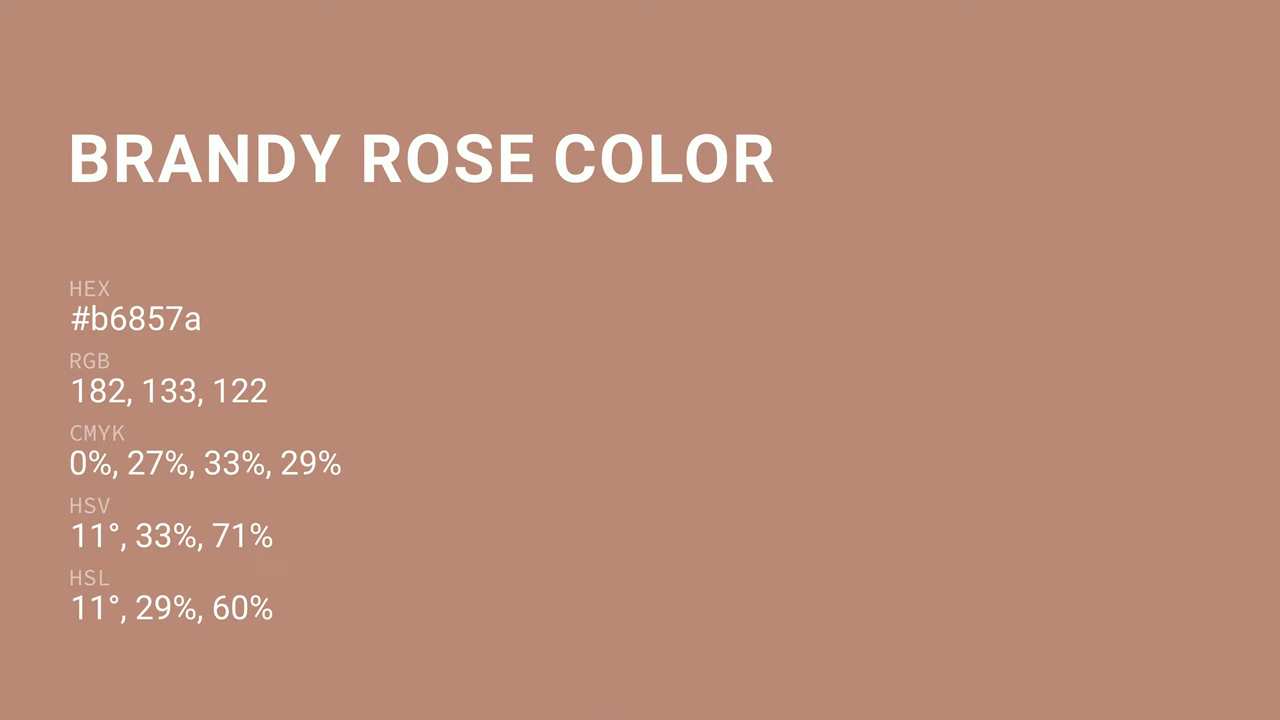 BRANDY ROSE COLOR
HEX
#b6857a
RGB
182, 133, 122
CMYK
0%, 27%, 33%, 29%
HSV
11°, 33%, 71%
HSL
11°, 29%, 60%